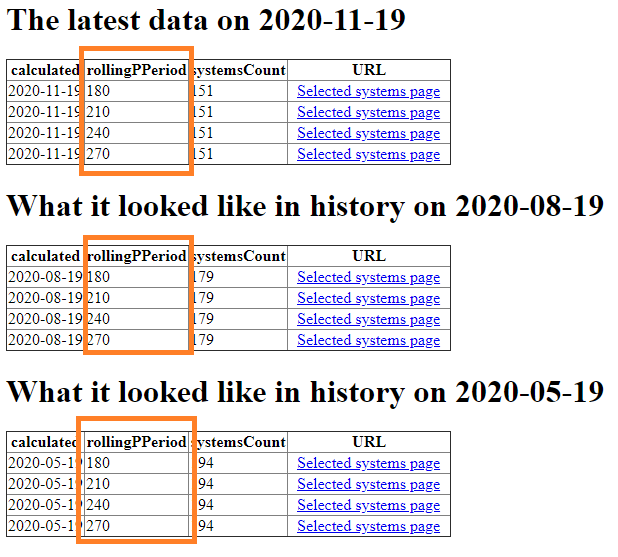 The latest data on 2020-11-19
calculated rollingPPeriod systemsCount URL
2020-11-19 180 151 Selected systems page
2020-11-19 210 151 Selected systems page
2020-11-19 240 151 Selected systems page
2020-11-19 270 151 Selected systems page
What it looked like in history on 2020-08-19
calculated rollingPPeriod systemsCount URL
2020-08-19 180 179 Selected systems page
2020-08-19 210 179 Selected systems page
2020-08-19 240 179 Selected systems page
2020-08-19 270 179 Selected systems page
What it looked like in history on 2020-05-19
calculated rollingPPeriod systemsCount URL
2020-05-19 180 Selected systems page
2020-05-19 210 Selected systems page
2020-05-19 240 Selected systems page
2020-05-19 270 Selected systems page